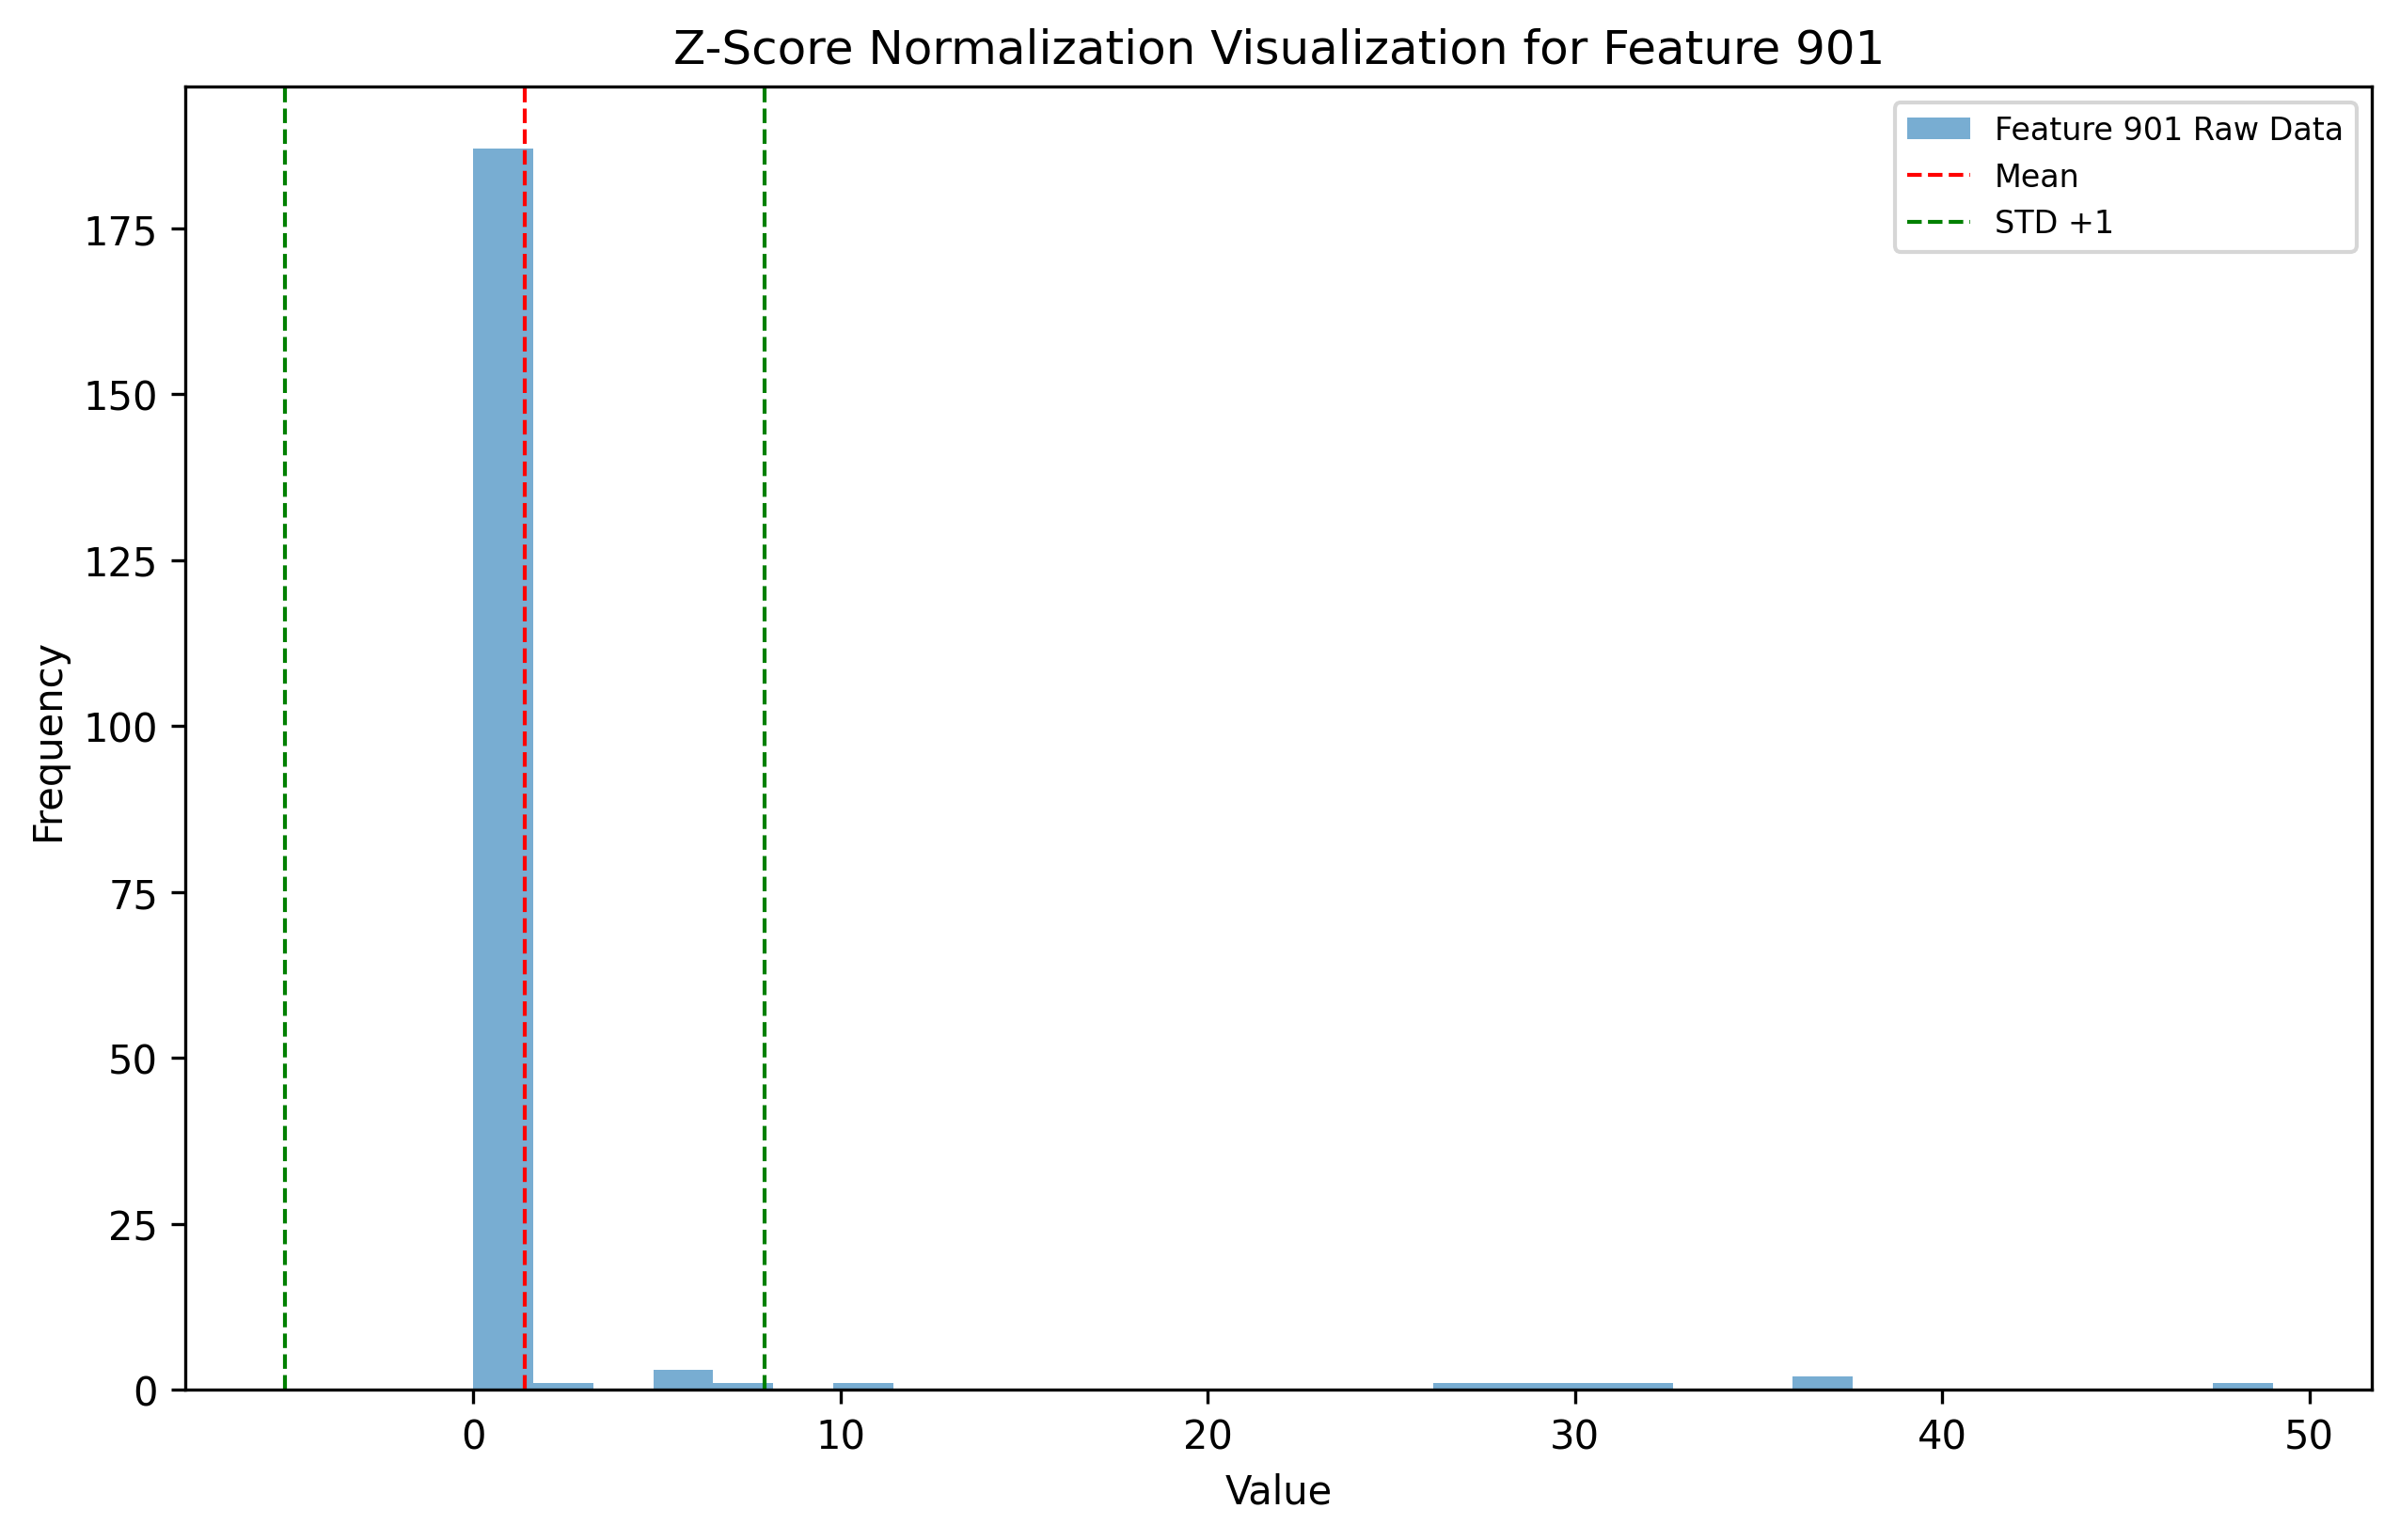 Z-Score Normalization Visualization for Feature 901
Feature 901 Raw Data
Mean
STD +1
Frequency
175
150
125
100
75
50
25
0
0 10 20 30 40 50
Value